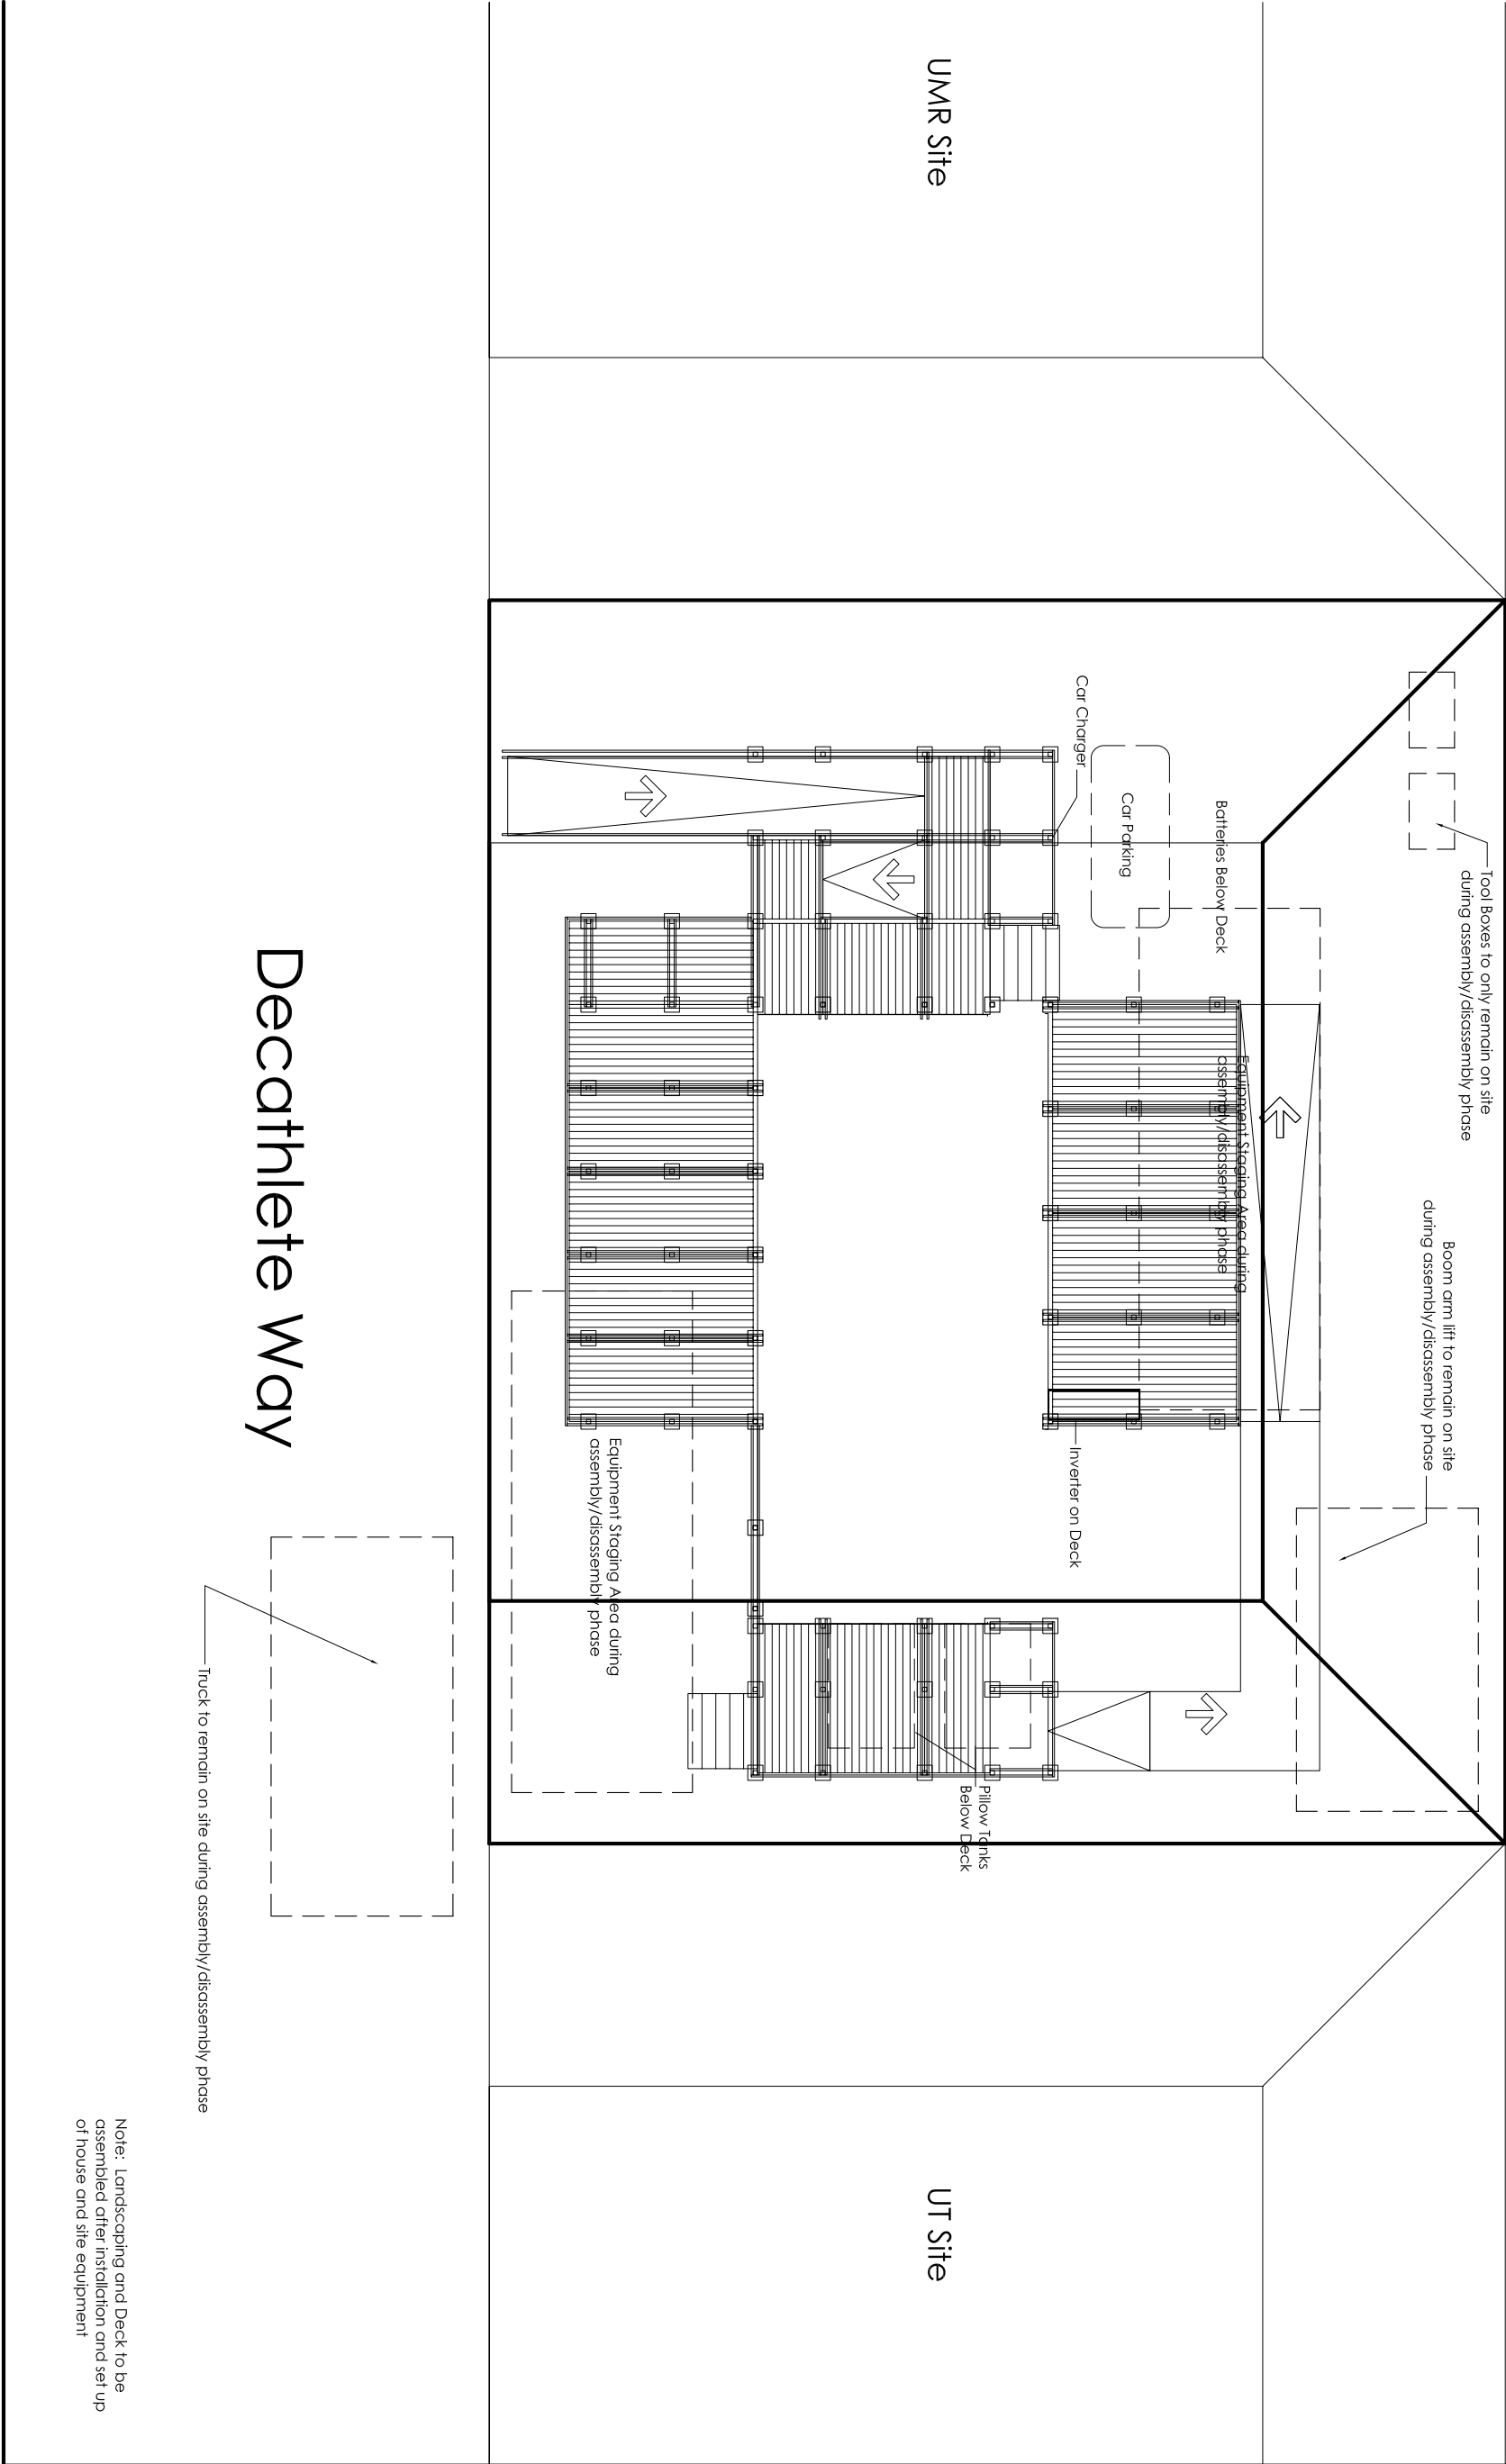 Tool Boxes to only remain on site
during assembly/disassembly phase
Boom arm lift to remain on site
during assembly/disassembly phase
Batteries Below Deck
Equipment Staging Area during
assembly/disassembly phase
Car Parking
Car Charger
Inverter on Deck
Pillow Tanks
Below Deck
UMR Site
UT Site
Equipment Staging Area during
assembly/disassembly phase
Decathlete Way
Truck to remain on site during assembly/disassembly phase
Note: Landscaping and Deck to be
assembled after installation and set up
of house and site equipment